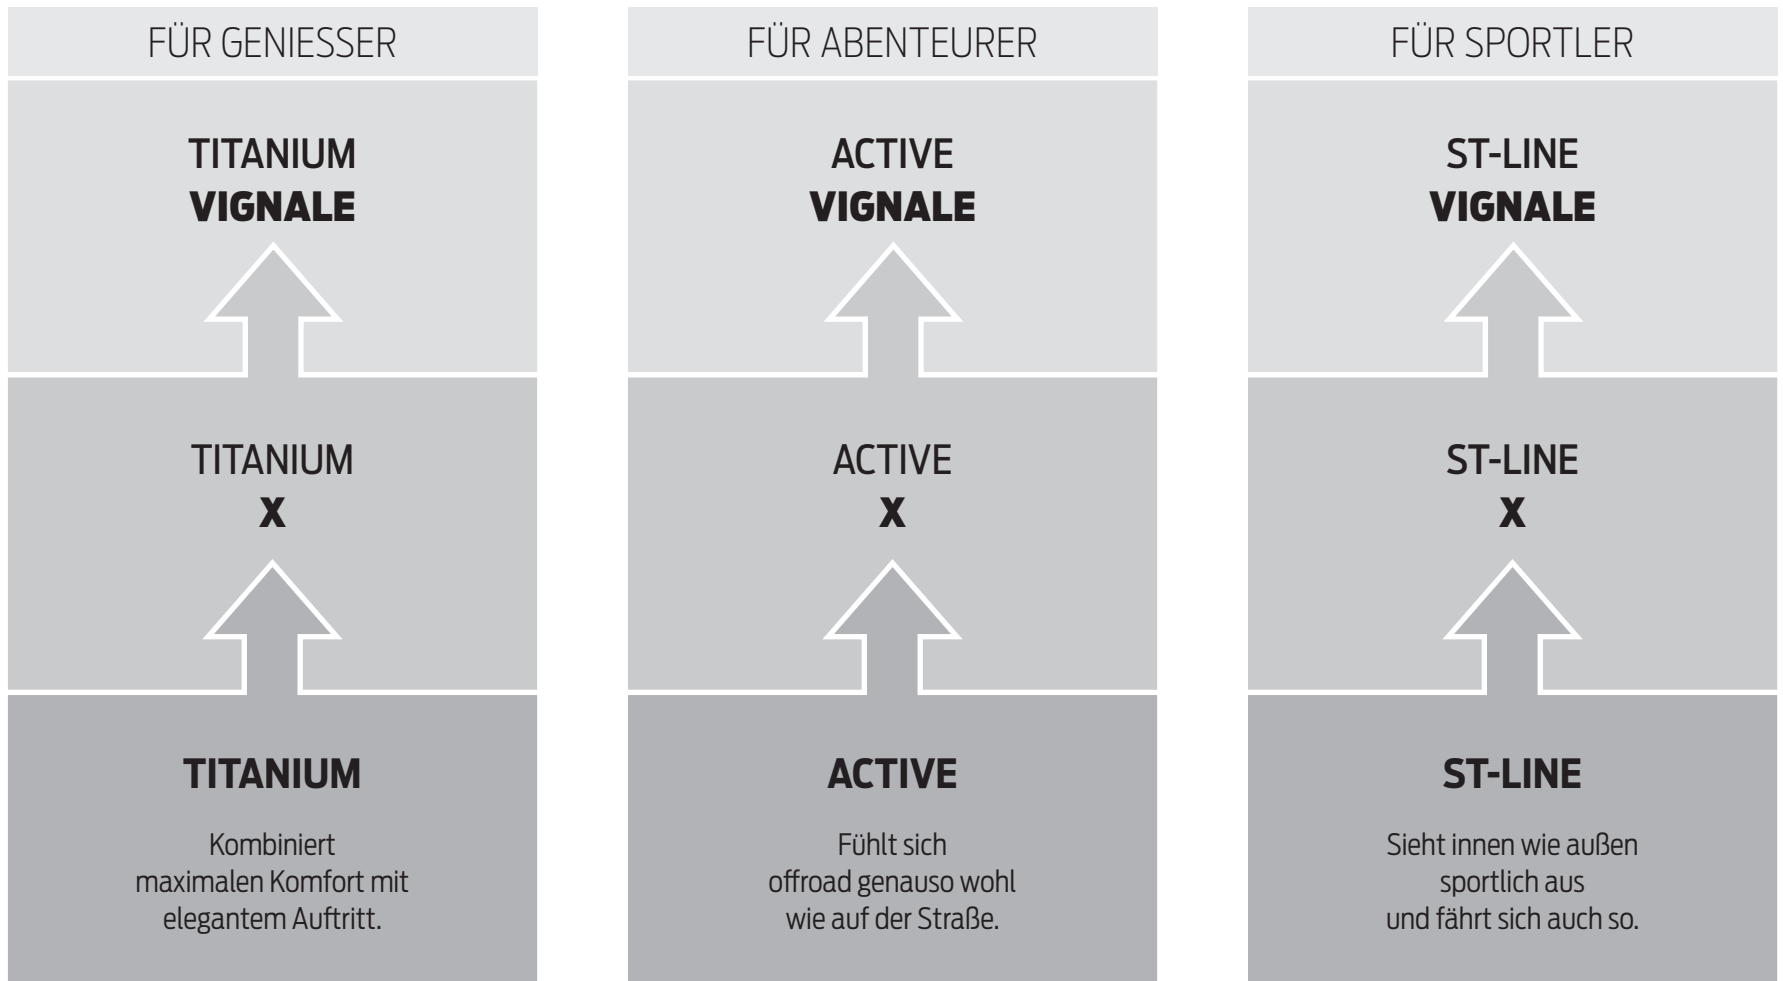 FÜR GENIESSER
TITANIUM
VIGNALE
TITANIUM
X
TITANIUM
Kombiniert
maximalen Komfort mit
elegantem Auftritt.
FÜR ABENTEURER
ACTIVE
VIGNALE
ACTIVE
X
ACTIVE
Fühlt sich
offroad genauso wohl
wie auf der Straße.
FÜR SPORTLER
ST-LINE
VIGNALE
ST-LINE
X
ST-LINE
Sieht innen wie außen
sportlich aus
und fährt sich auch so.